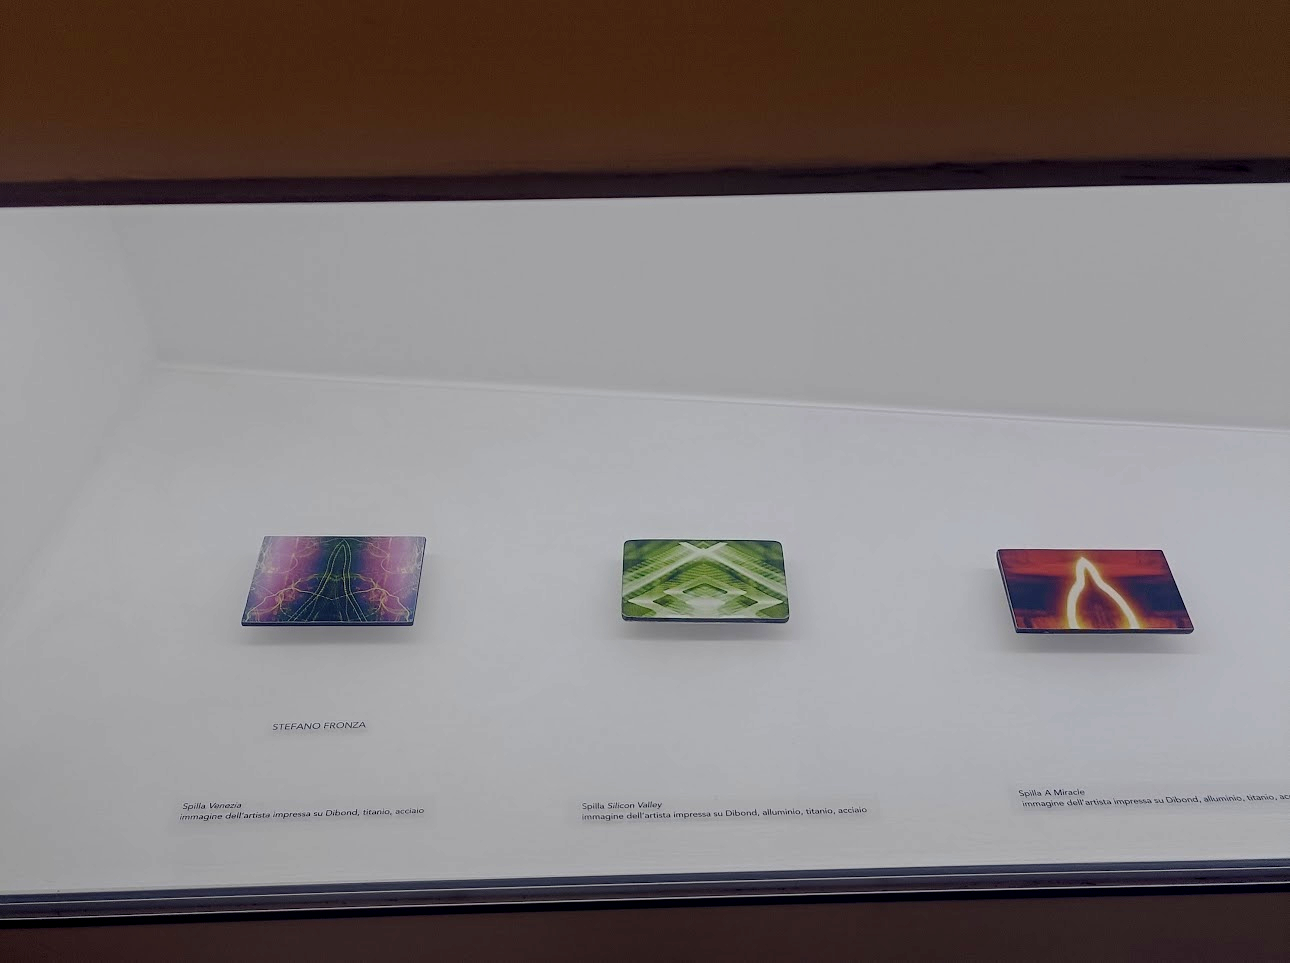 STEFANO FRONZA
Spilla Venezia
immagine dell'artista impressa su Dibond, titanio, acciaio
Spilla Silicon Valley
immagine dell'artista impressa su Dibond, alluminio, titanio, acciaio
Spilla A Miracle
immagine dell'artista impressa su Dibond, alluminio, titanio,